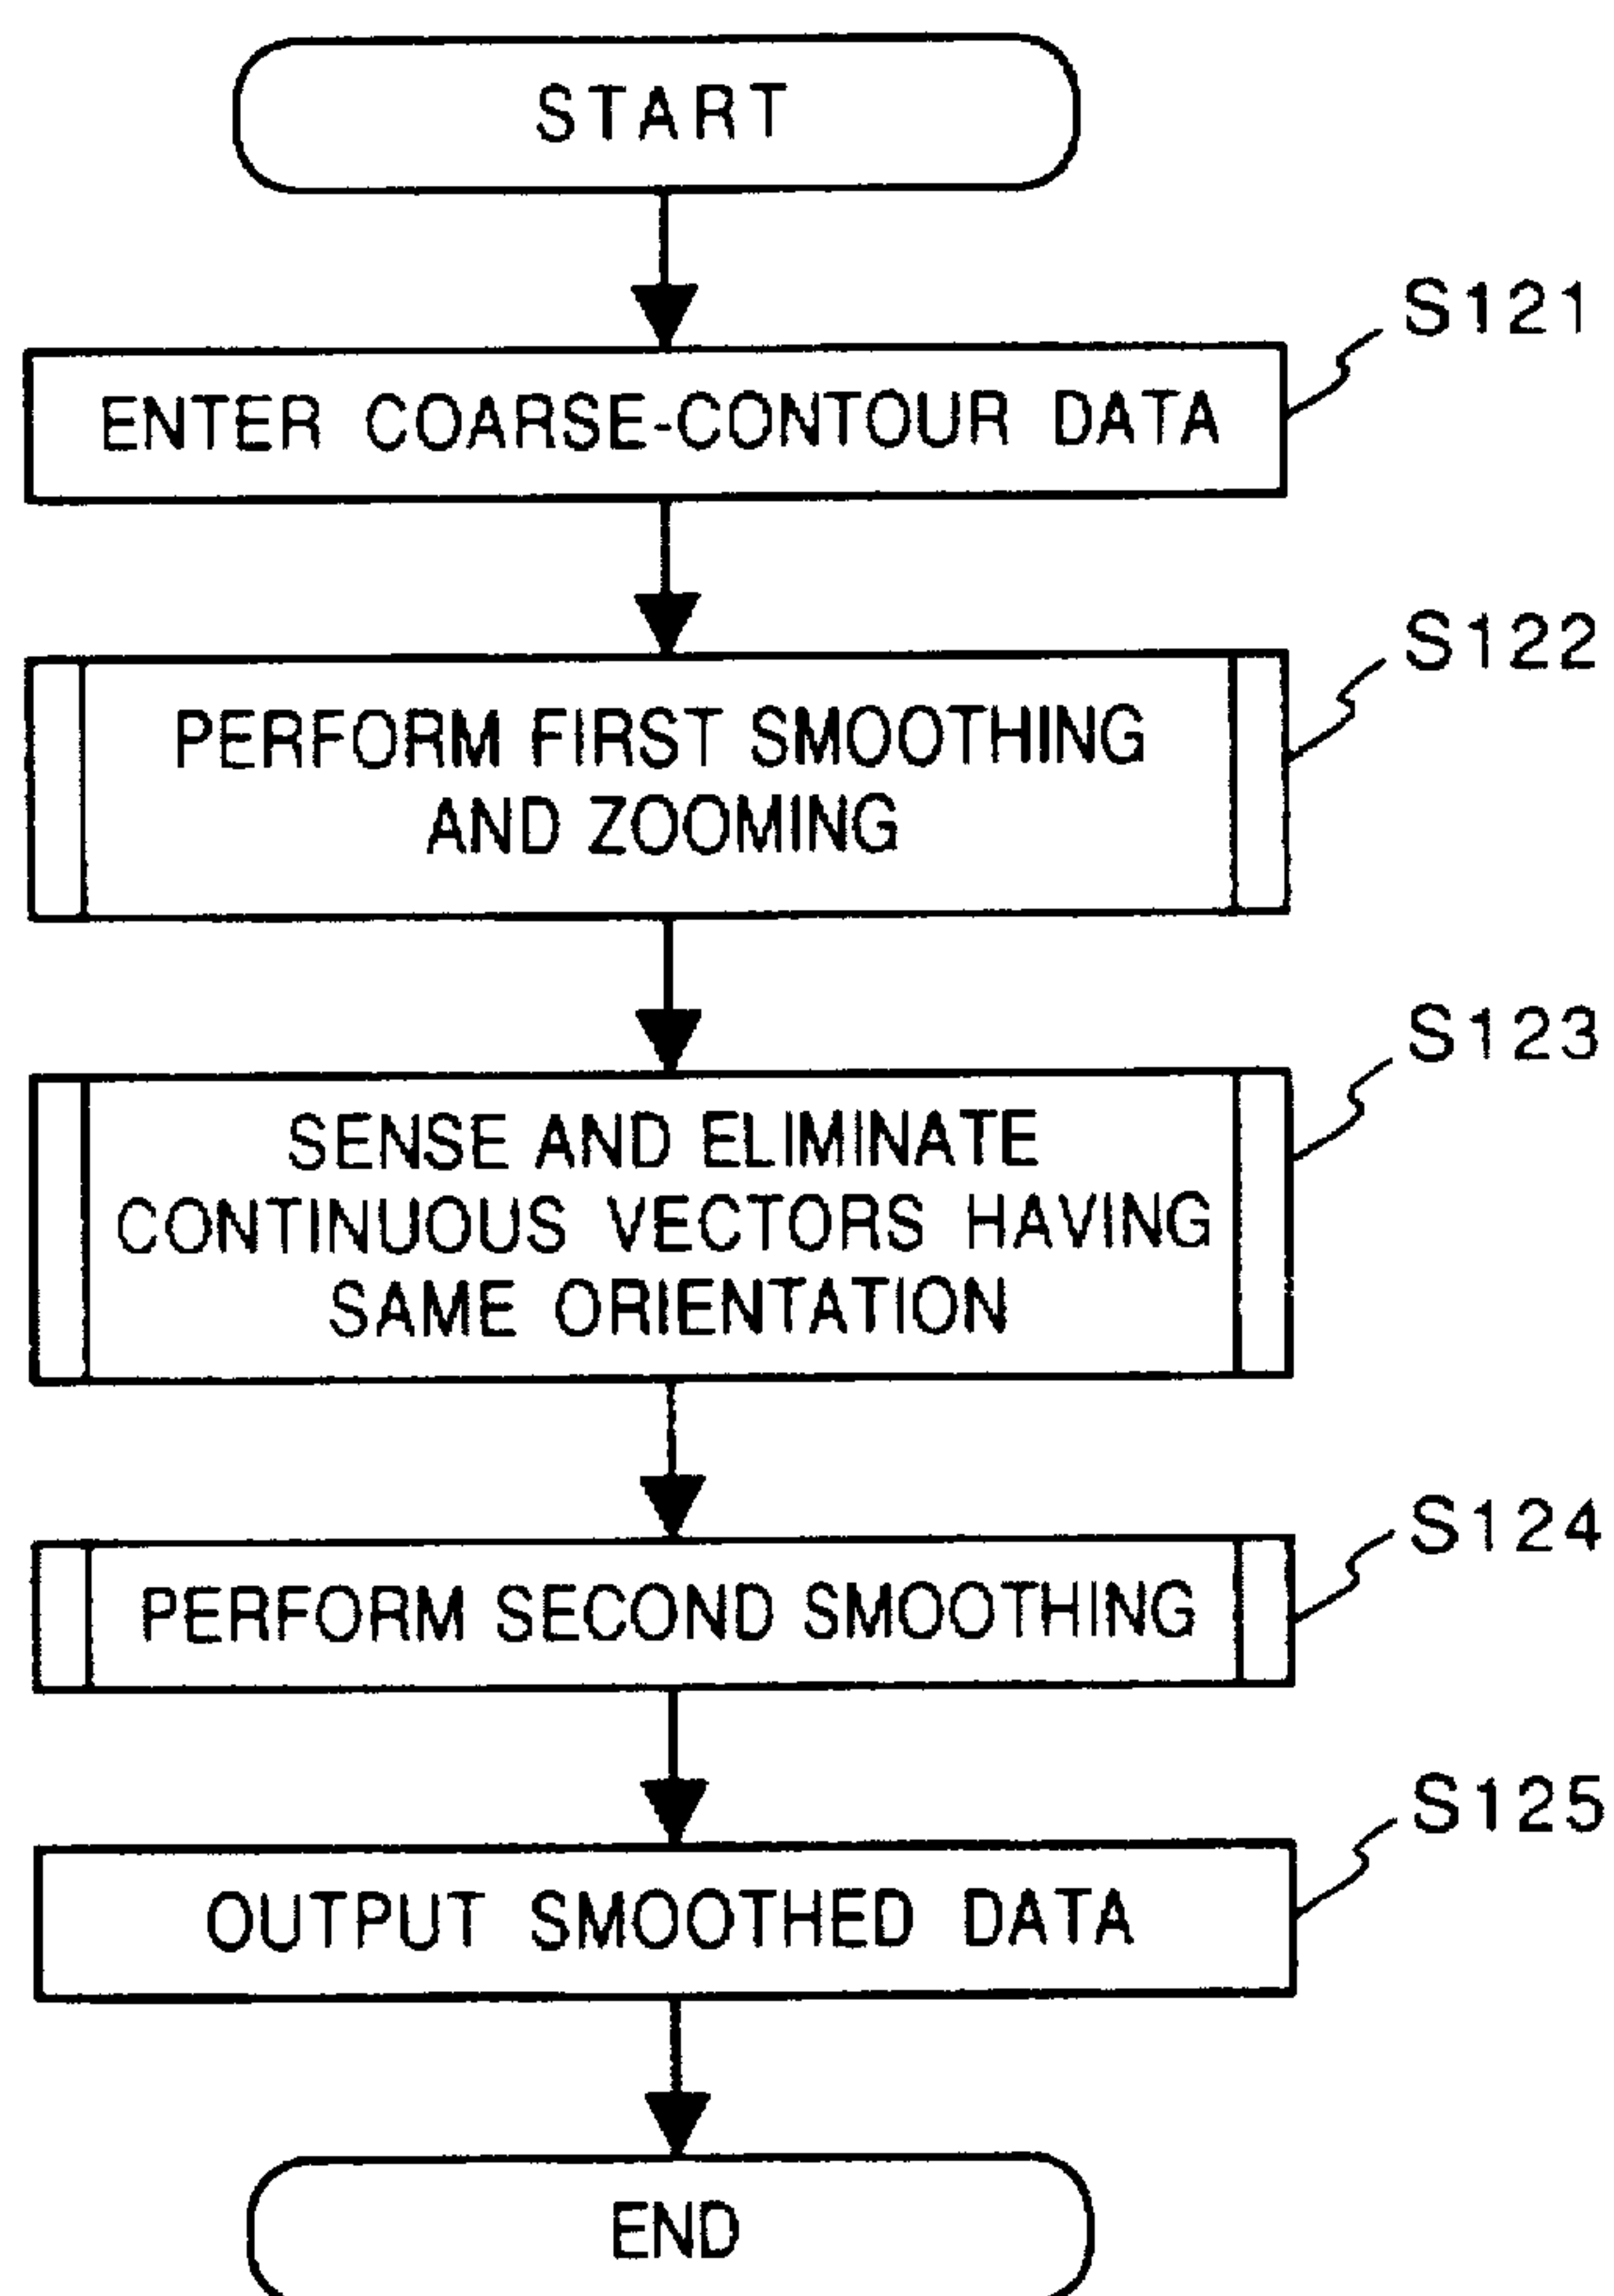 START
S121
ENTER COARSE-CONTOUR DATA
S122
PERFORM FIRST SMOOTHING
AND ZOOMING
S123
SENSE AND ELIMINATE
CONTINUOUS VECTORS HAVING
SAME ORIENTATION
S124
PERFORM SECOND SMOOTHING
S125
OUTPUT SMOOTHED DATA
END